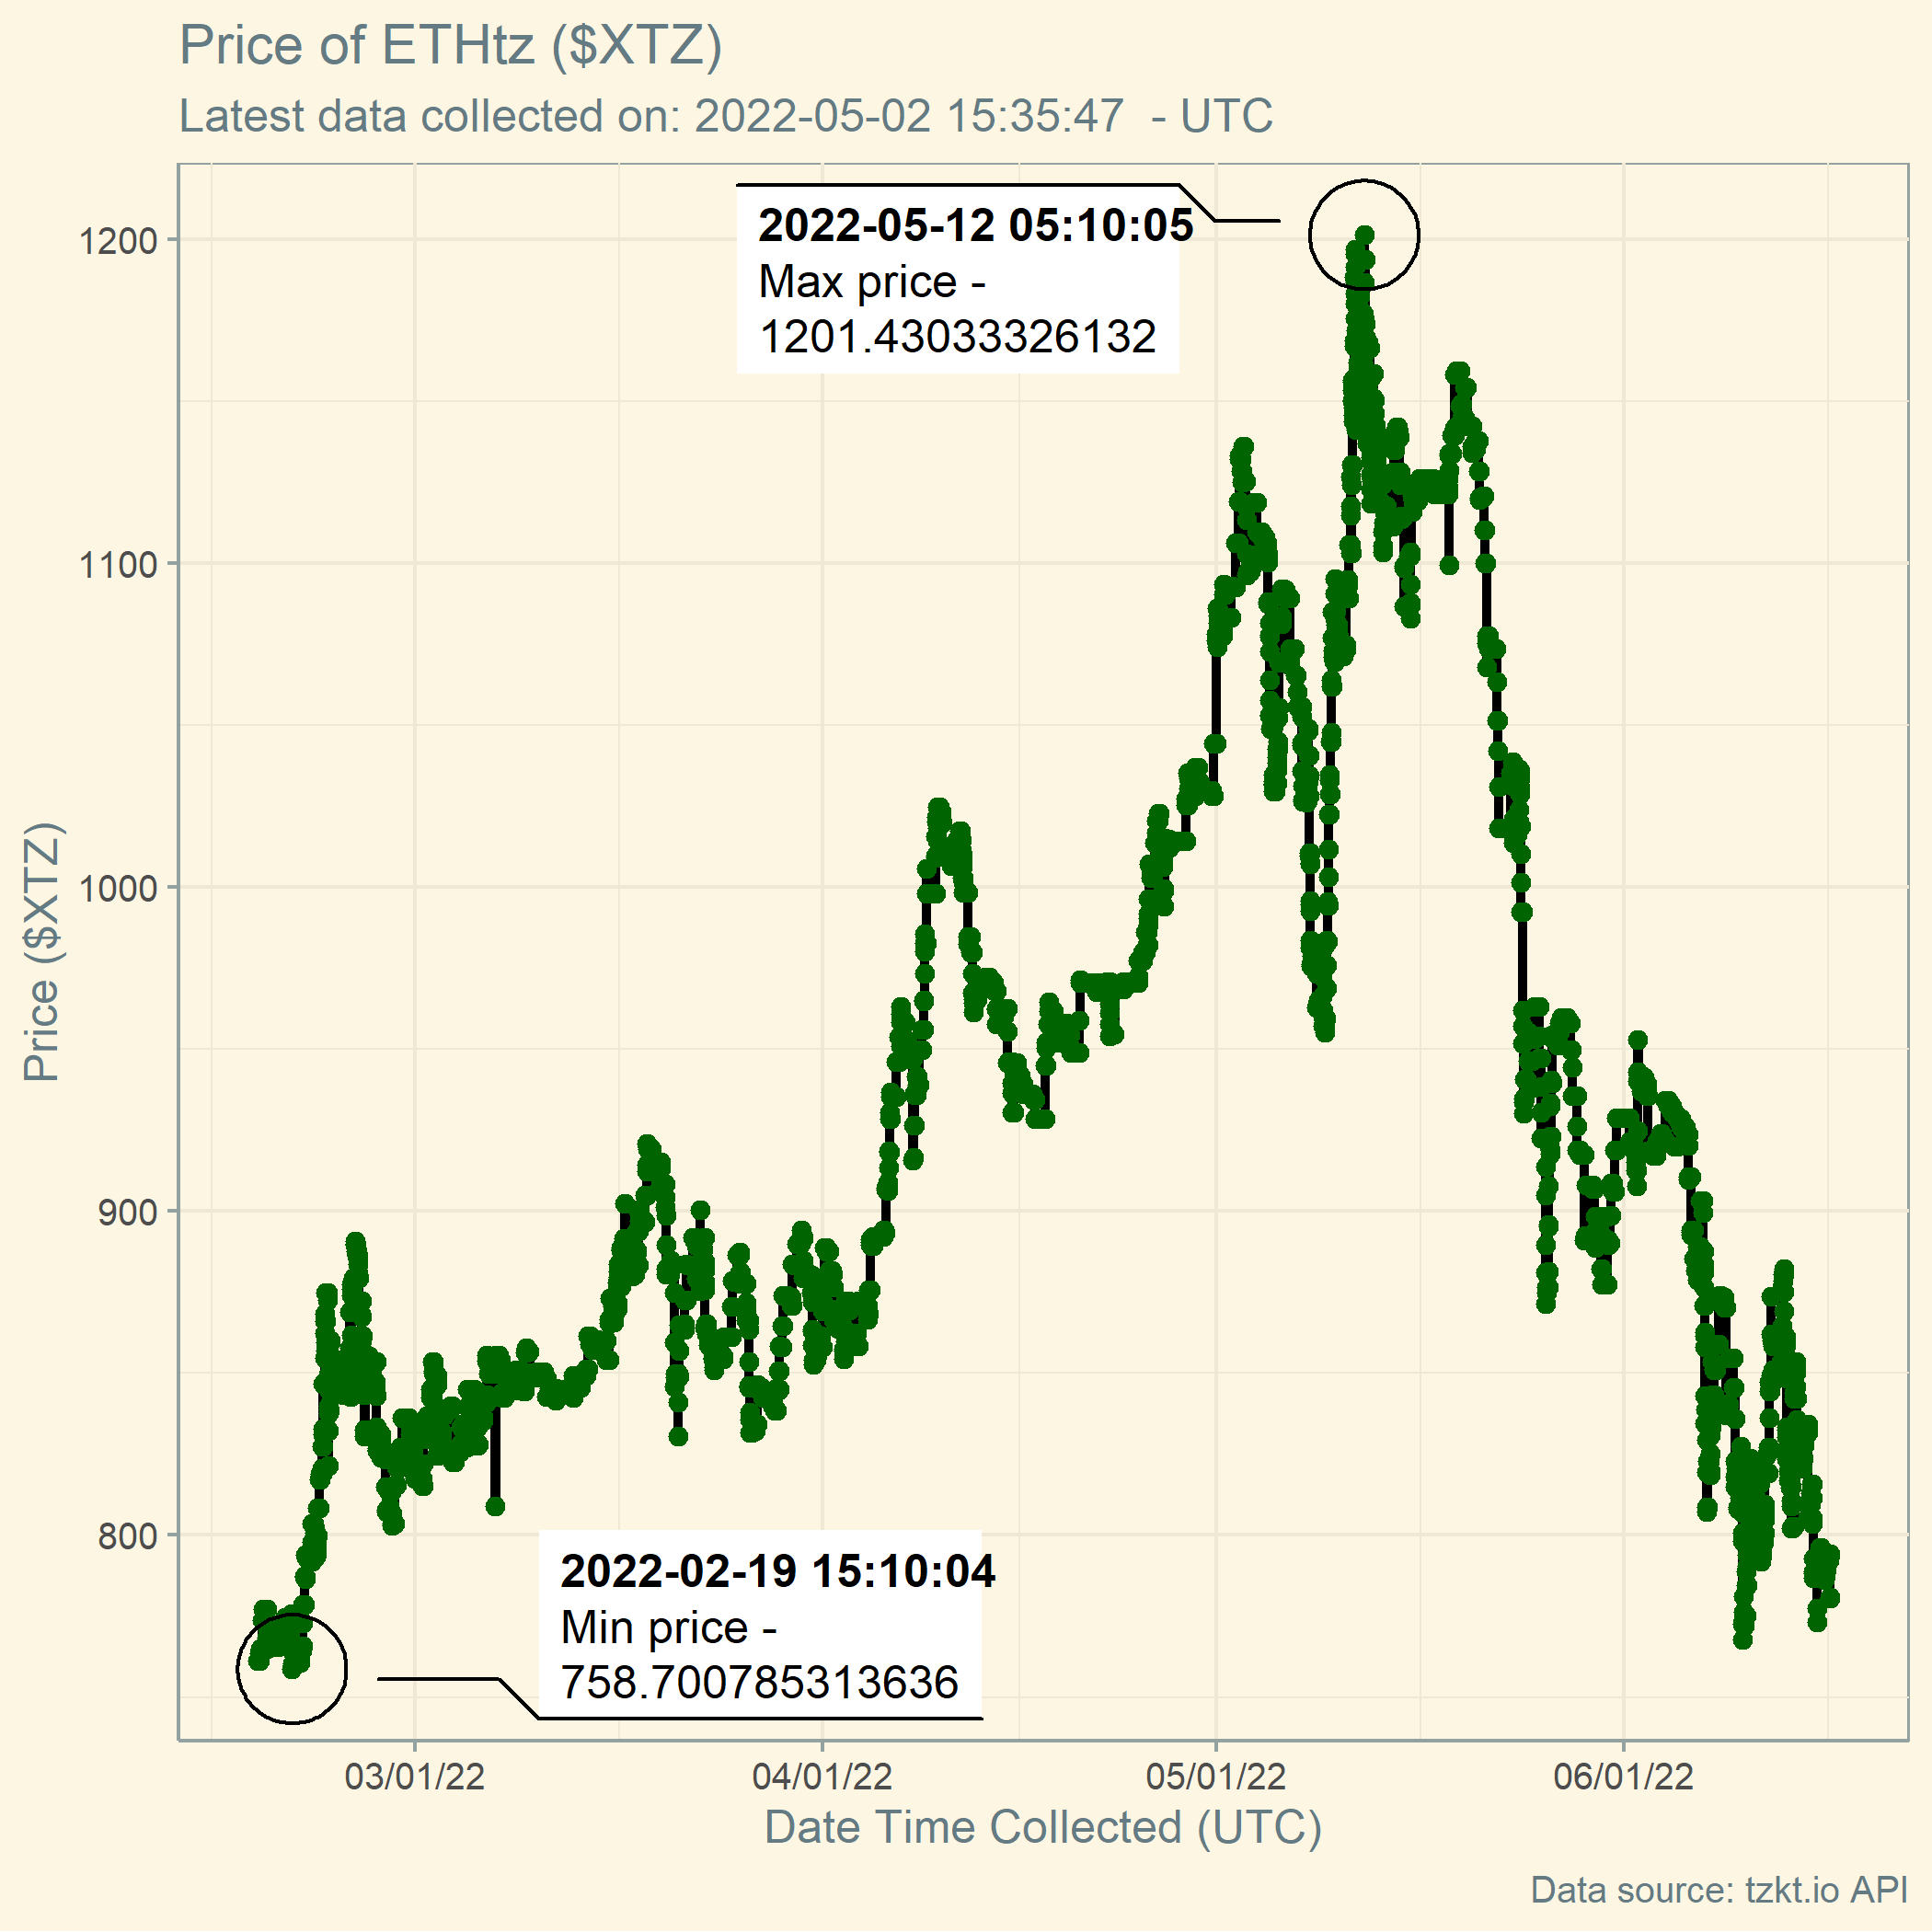 Price of ETHtz ($XTZ)
Latest data collected on: 2022-05-02 15:35:47  - UTC
2022-05-12 05:10:05
Max price -
1201.43033326132
1200
1100
1000
900
800
Price ($XTZ)
2022-02-19 15:10:04
Min price -
758.700785313636
03/01/22
04/01/22
05/01/22
06/01/22
Date Time Collected (UTC)
Data source: tzkt.io API